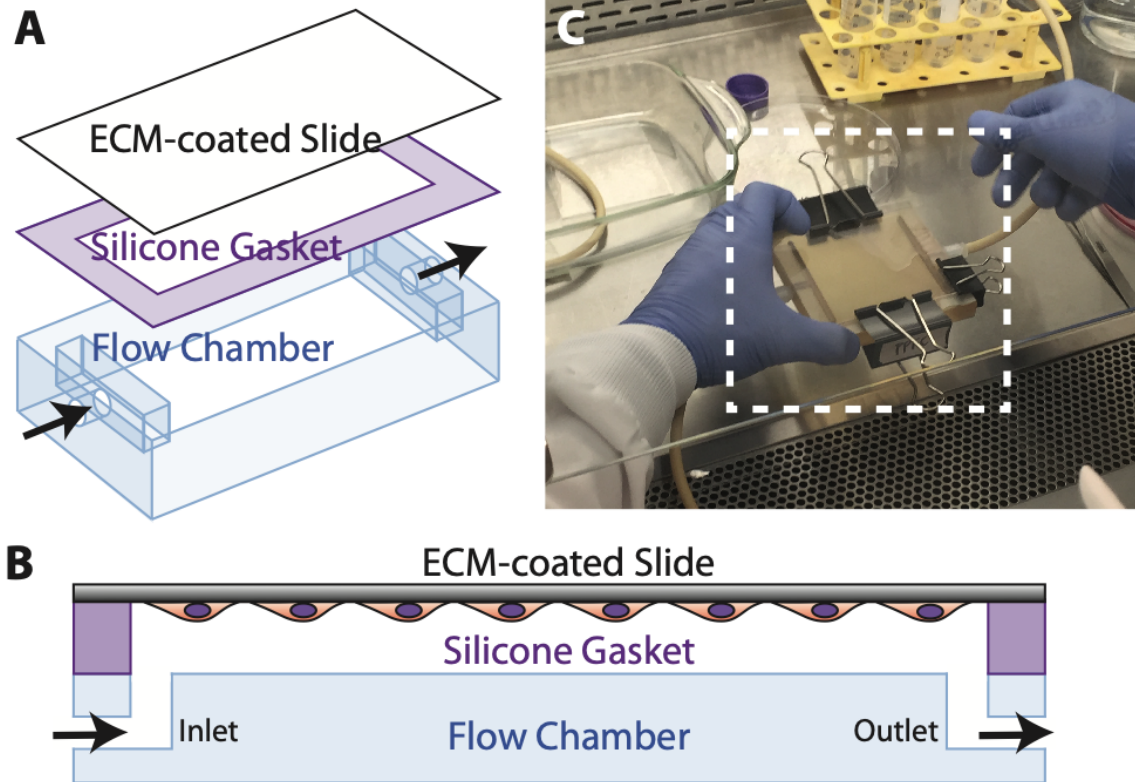 A
ECM-coated Slide
Silicone Gasket
Flow Chamber
C
B
ECM-coated Slide
Silicone Gasket
Inlet
Flow Chamber
Outlet